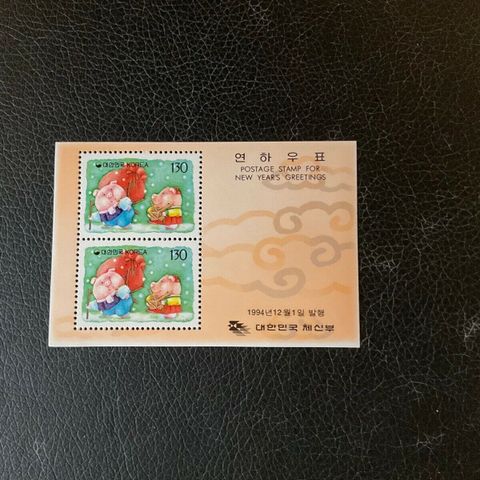 연하우표
POSTAGE STAMP FOR
NEW YEAR'S GREETINGS
대한민국 KOREA 130
대한민국 KOREA 130
1994년12월1일 발행
대한민국 체신부